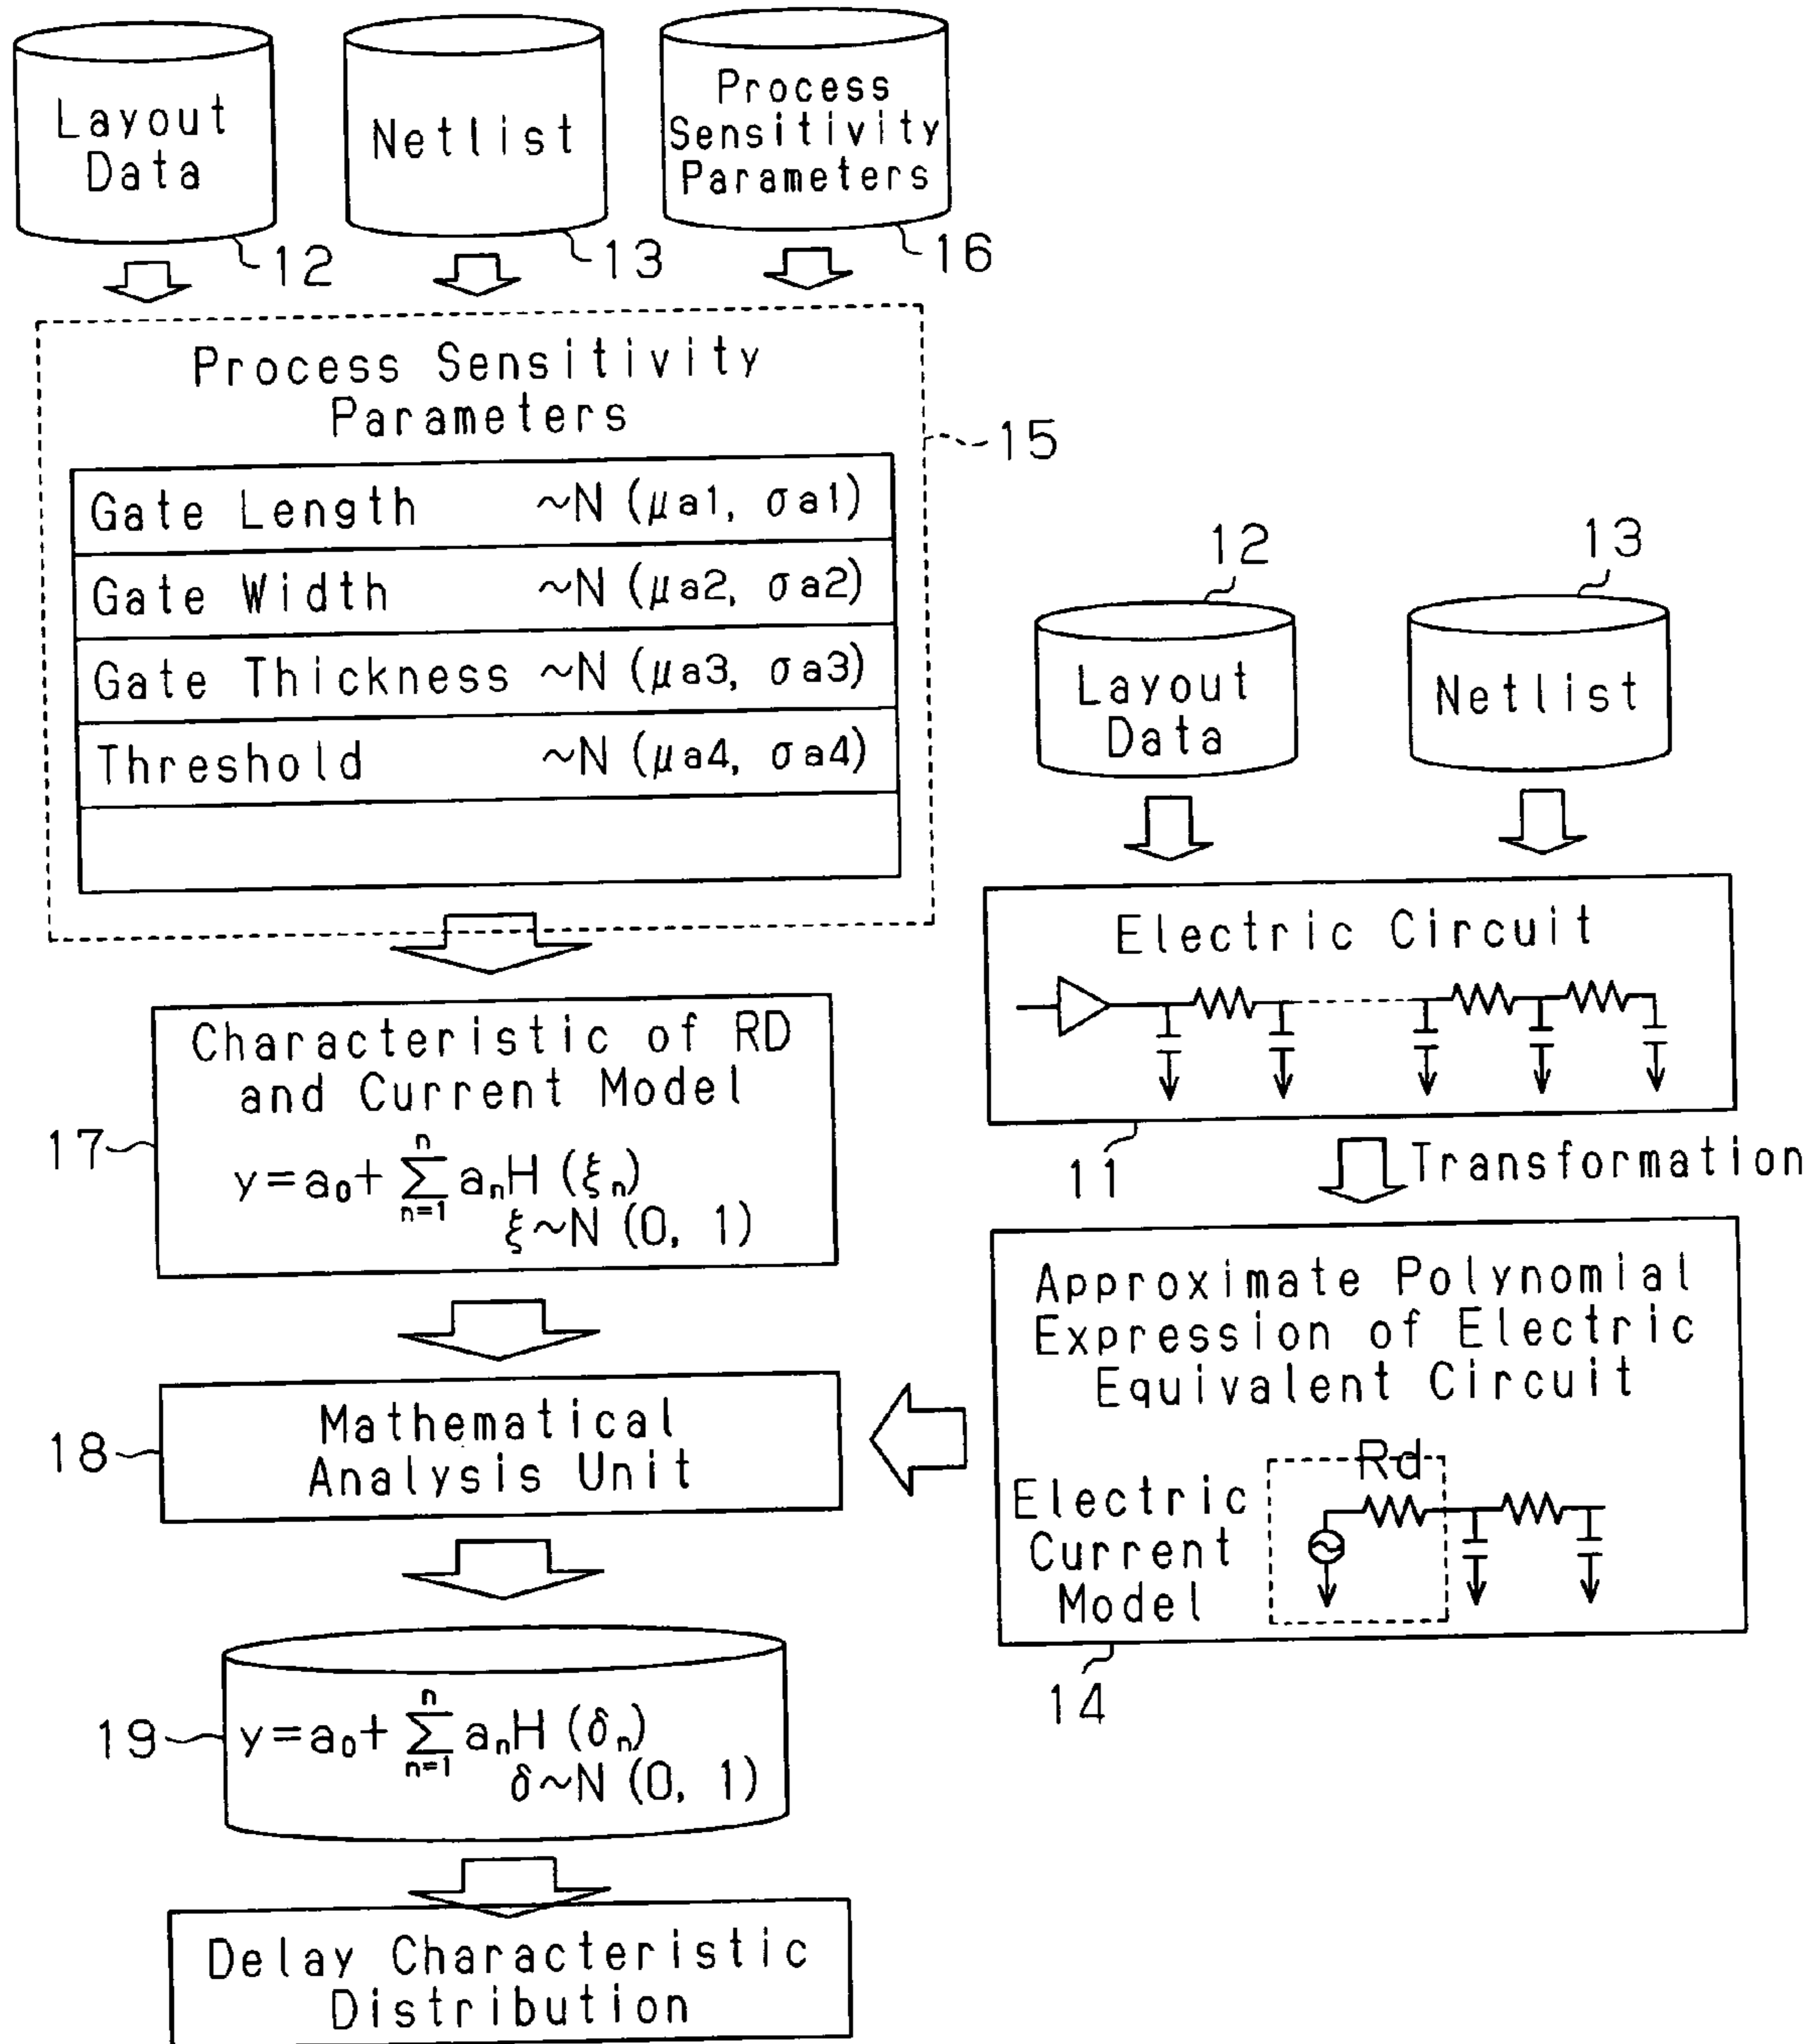 Layout
Data
12
Netlist
13
Process
Sensitivity
Parameters
16
Process Sensitivity
Parameters
15
Gate Length ~N (μa1, σa1)
Gate Width ~N (μa2, σa2)
Gate Thickness ~N (μa3, σa3)
Threshold ~N (μa4, σa4)
12
Layout
Data
13
Netlist
Electric Circuit
11
Transformation
Characteristic of RD
and Current Model
y=a₀+ n∑n=1 aₙH (ξₙ)
ξ~N (0, 1)
17
Approximate Polynomial
Expression of Electric
Equivalent Circuit
Rd
Electric
Current
Model
14
Mathematical
Analysis Unit
18
y=a₀+ n∑n=1 aₙH (δₙ)
δ~N (0, 1)
19
Delay Characteristic
Distribution